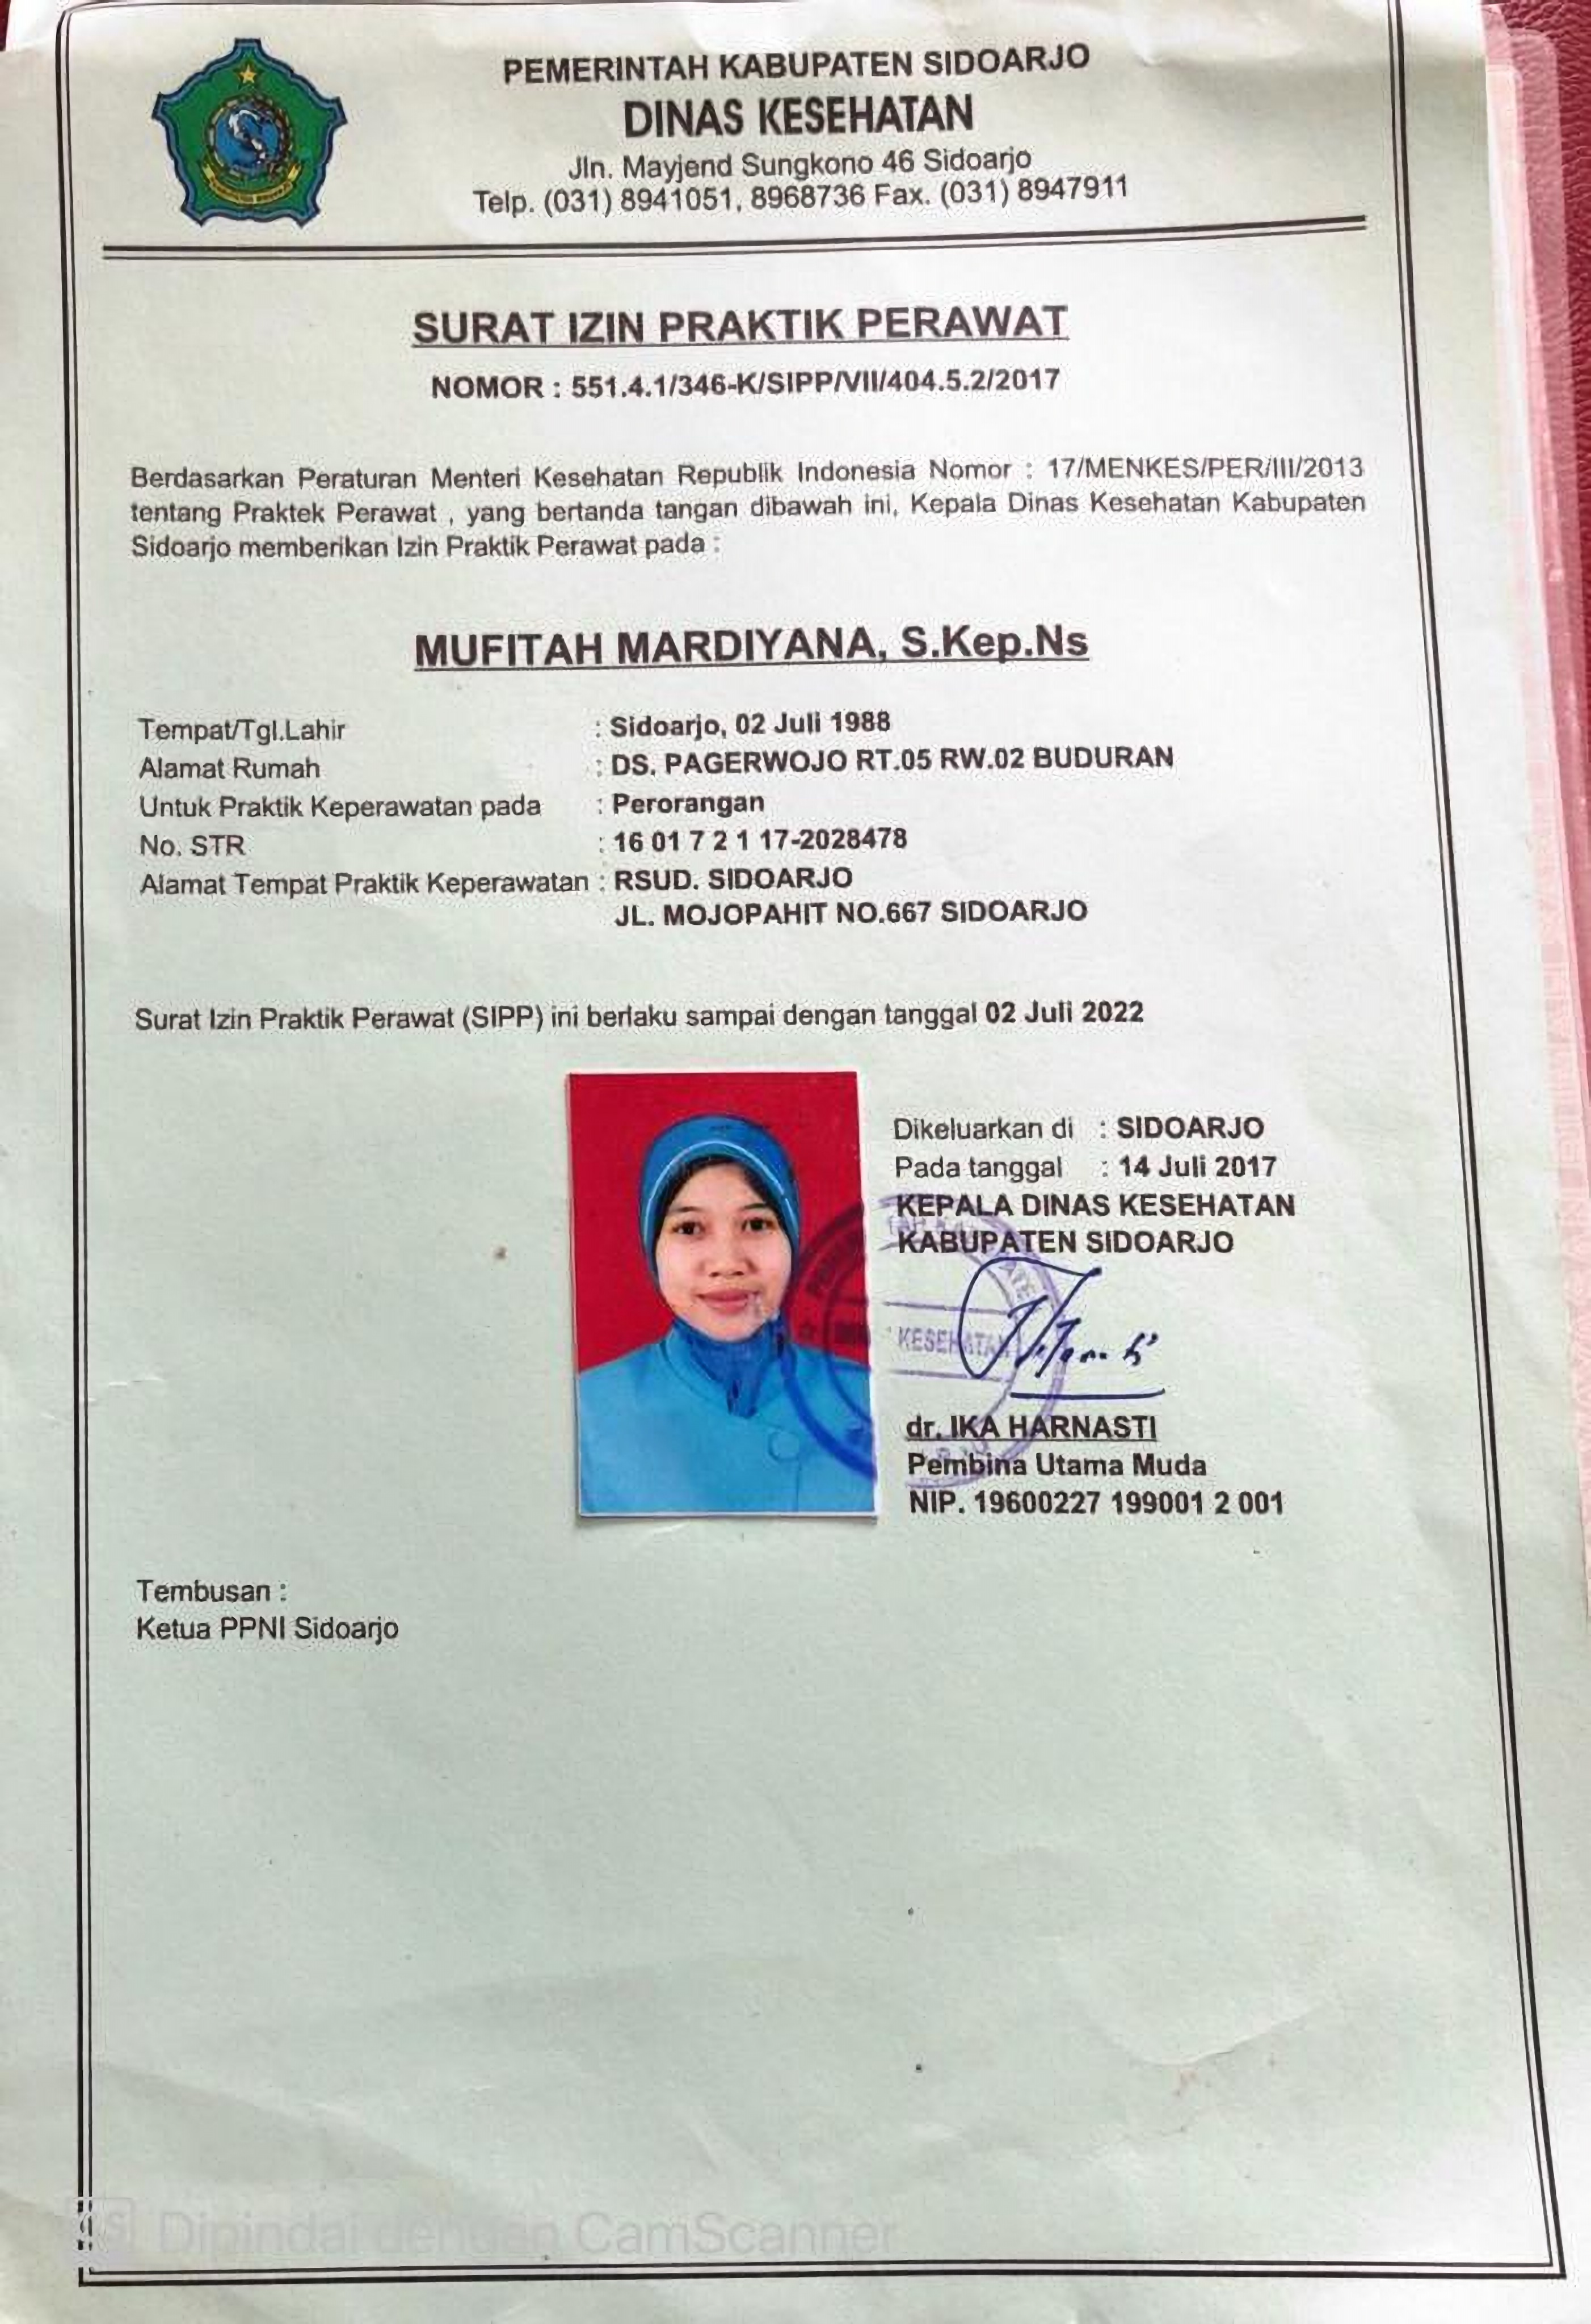 PEMERINTAH KABUPATEN SIDOARJO
DINAS KESEHATAN
Jln. Mayjend Sungkono 46 Sidoarjo
Telp. (031) 8941051, 8968736 Fax. (031) 8947911
SURAT IZIN PRAKTIK PERAWAT
NOMOR : 551.4.1/346-K/SIPP/VII/404.5.2/2017
Berdasarkan Peraturan Menteri Kesehatan Republik Indonesia Nomor : 17/MENKES/PER/III/2013
tentang Praktek Perawat , yang bertanda tangan dibawah ini, Kepala Dinas Kesehatan Kabupaten
Sidoarjo memberikan Izin Praktik Perawat pada :
MUFITAH MARDIYANA, S.Kep.Ns
Tempat/Tgl.Lahir : Sidoarjo, 02 Juli 1988
Alamat Rumah : DS. PAGERWOJO RT.05 RW.02 BUDURAN
Untuk Praktik Keperawatan pada : Perorangan
No. STR : 16 01 7 2 1 17-2028478
Alamat Tempat Praktik Keperawatan : RSUD. SIDOARJO
JL. MOJOPAHIT NO.667 SIDOARJO
Surat Izin Praktik Perawat (SIPP) ini berlaku sampai dengan tanggal 02 Juli 2022
Dikeluarkan di : SIDOARJO
Pada tanggal : 14 Juli 2017
KEPALA DINAS KESEHATAN
KABUPATEN SIDOARJO
KESEHATAN
dr. IKA HARNASTI
Pembina Utama Muda
NIP. 19600227 199001 2 001
Tembusan :
Ketua PPNI Sidoarjo
CS Dipindai dengan CamScanner